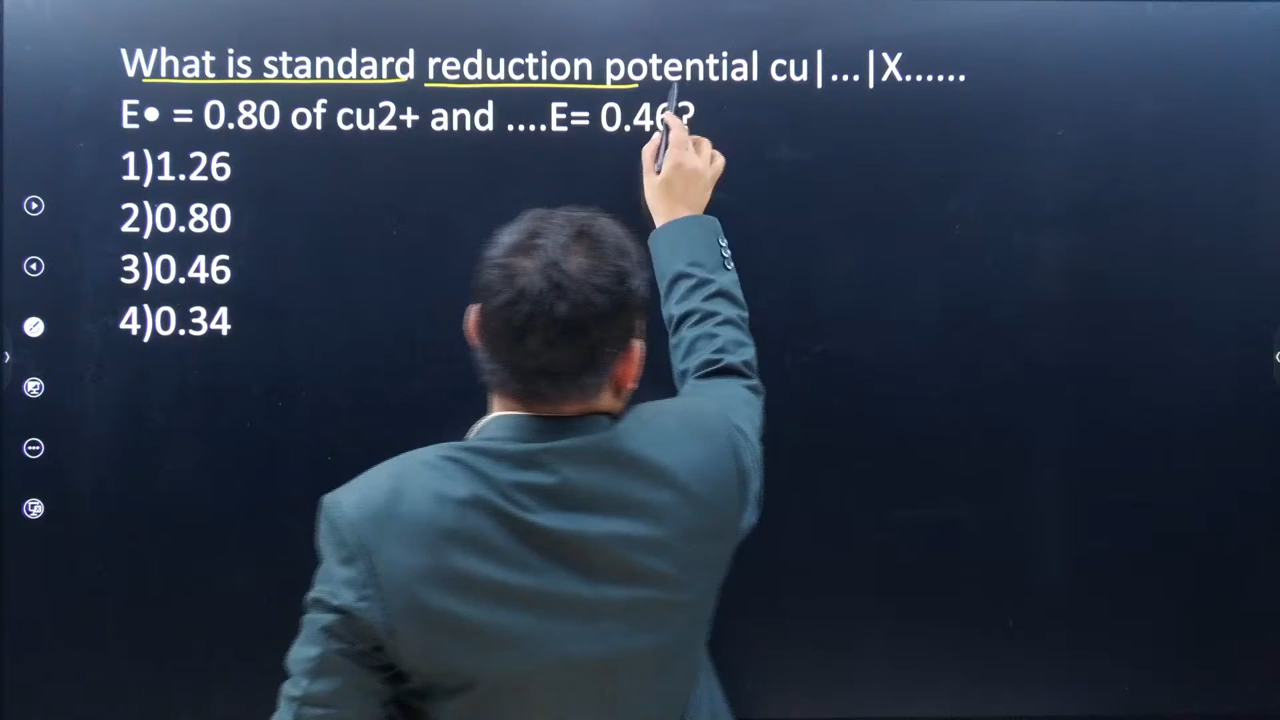 What is standard reduction potential cu|...|X......
E• = 0.80 of cu2+ and ....E= 0.46?
1)1.26
2)0.80
3)0.46
4)0.34